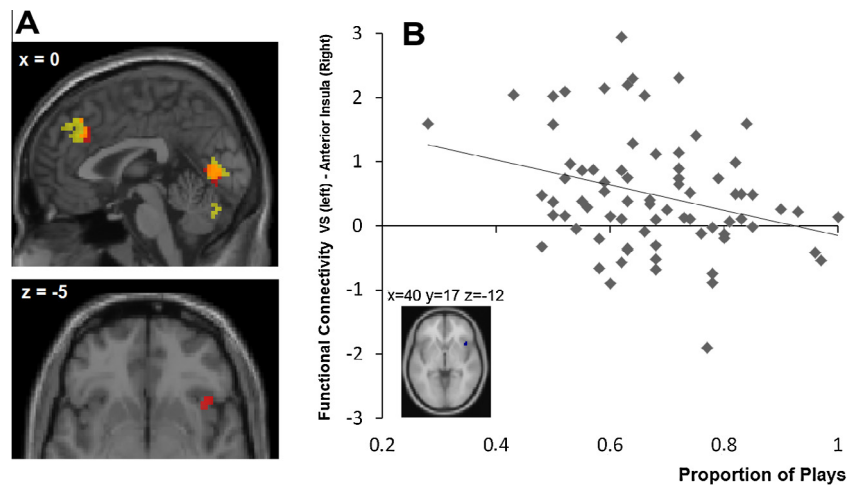 A
x = 0
z = -5
B
Functional Connectivity VS (left) - Anterior Insula (Right)
3
2
1
0
-1
-2
-3
x=40 y=17 z=-12
0.2
0.4
0.6
0.8
1
Proportion of Plays